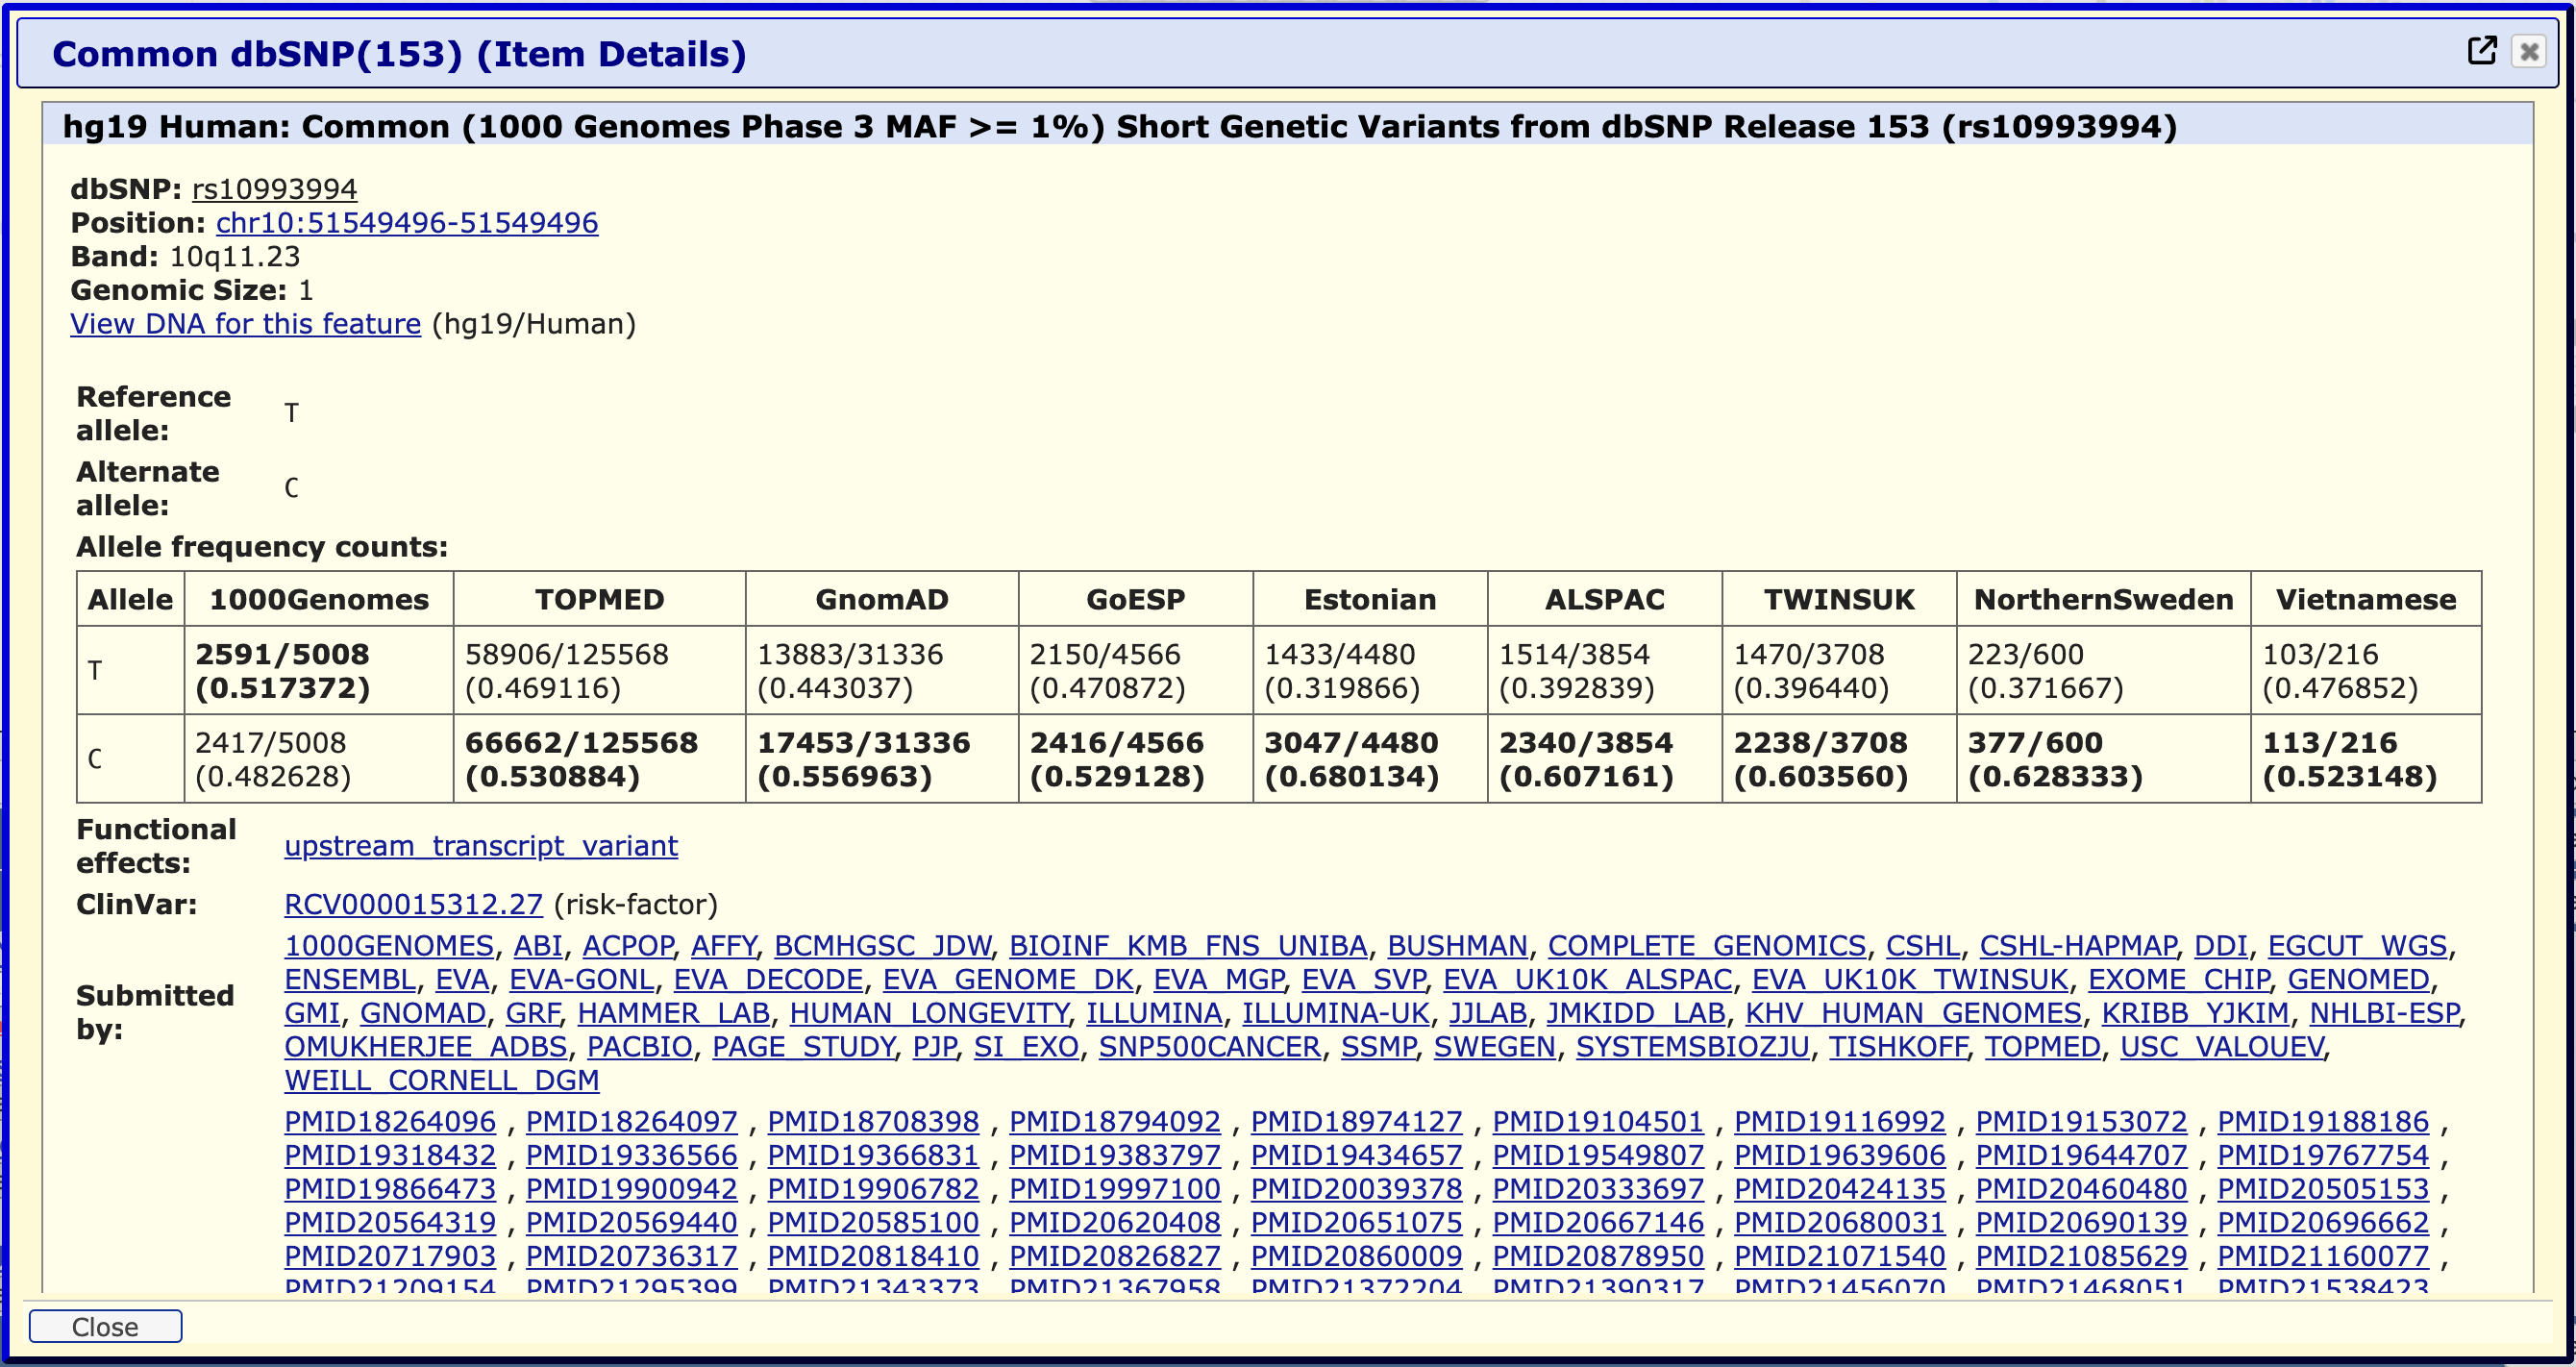 Common dbSNP(153) (Item Details)
hg19 Human: Common (1000 Genomes Phase 3 MAF >= 1%) Short Genetic Variants from dbSNP Release 153 (rs10993994)
dbSNP: rs10993994
Position: chr10:51549496-51549496
Band: 10q11.23
Genomic Size: 1
View DNA for this feature (hg19/Human)
Reference
allele:
T
Alternate
allele:
C
Allele frequency counts:
Allele 1000Genomes TOPMED GnomAD GoESP Estonian ALSPAC TWINSUK NorthernSweden Vietnamese
T
2591/5008 58906/125568 13883/31336 2150/4566 1433/4480 1514/3854 1470/3708 223/600 103/216
(0.517372) (0.469116) (0.443037) (0.470872) (0.319866) (0.392839) (0.396440) (0.371667) (0.476852)
C
2417/5008 66662/125568 17453/31336 2416/4566 3047/4480 2340/3854 2238/3708 377/600 113/216
(0.482628) (0.530884) (0.556963) (0.529128) (0.680134) (0.607161) (0.603560) (0.628333) (0.523148)
Functional
effects:
upstream_transcript_variant
ClinVar: RCV000015312.27 (risk-factor)
Submitted
by:
1000GENOMES, ABI, ACPOP, AFFY, BCMHGSC_JDW, BIOINF_KMB_FNS_UNIBA, BUSHMAN, COMPLETE_GENOMICS, CSHL, CSHL-HAPMAP, DDI, EGCUT_WGS,
ENSEMBL, EVA, EVA-GONL, EVA_DECODE, EVA_GENOME_DK, EVA_MGP, EVA_SVP, EVA_UK10K_ALSPAC, EVA_UK10K_TWINSUK, EXOME_CHIP, GENOMED,
GMI, GNOMAD, GRF, HAMMER_LAB, HUMAN_LONGEVITY, ILLUMINA, ILLUMINA-UK, JJLAB, JMKIDD_LAB, KHV_HUMAN_GENOMES, KRIBB_YJKIM, NHLBI-ESP,
OMUKHERJEE_ADBS, PACBIO, PAGE_STUDY, PJP, SI_EXO, SNP500CANCER, SSMP, SWEGEN, SYSTEMSBIOZJU, TISHKOFF, TOPMED, USC_VALOUEV,
WEILL_CORNELL_DGM
PMID18264096 , PMID18264097 , PMID18708398 , PMID18794092 , PMID18974127 , PMID19104501 , PMID19116992 , PMID19153072 , PMID19188186 ,
PMID19318432 , PMID19336566 , PMID19366831 , PMID19383797 , PMID19434657 , PMID19549807 , PMID19639606 , PMID19644707 , PMID19767754 ,
PMID19866473 , PMID19900942 , PMID19906782 , PMID19997100 , PMID20039378 , PMID20333697 , PMID20424135 , PMID20460480 , PMID20505153 ,
PMID20564319 , PMID20569440 , PMID20585100 , PMID20620408 , PMID20651075 , PMID20667146 , PMID20680031 , PMID20690139 , PMID20696662 ,
PMID20717903 , PMID20736317 , PMID20818410 , PMID20826827 , PMID20860009 , PMID20878950 , PMID21071540 , PMID21085629 , PMID21160077 ,
PMID21209154 PMID21295399 PMID21343373 PMID21367958 PMID21372204 PMID21390317 PMID21456070 PMID21468051 PMID21538423
Close